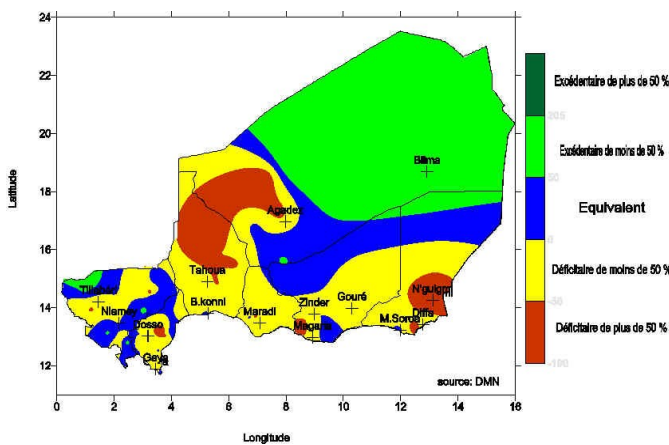 24
22
20
18
16
14
12
Latitude
0
2
4
6
8
10
12
14
16
Longitude
Bilma
Agadez
Tahoua
B.konni
Tillabéri
Niamey
Dosso
Gaya
Maradi
Zinder
Magaria
Gouré
N'guigmi
M.Soroa
Diffa
source: DMN
Excédentaire de plus de 50 %
205
Excédentaire de moins de 50 %
50
Equivalent
0
Déficitaire de moins de 50 %
-50
Déficitaire de plus de 50 %
-100